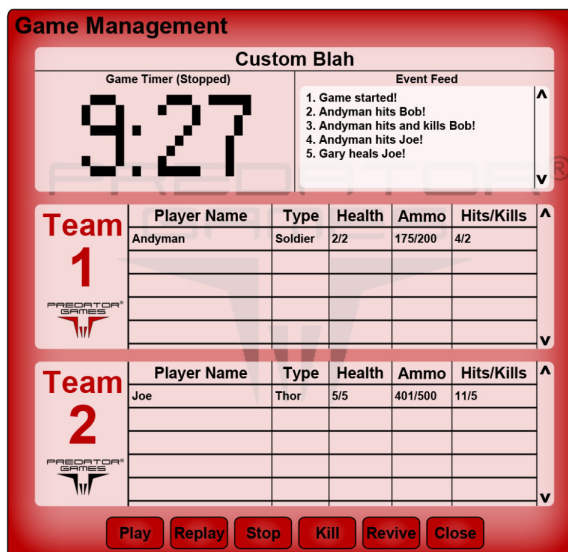 Game Management
Custom Blah
Game Timer (Stopped)
9:27
Event Feed
1. Game started!
2. Andyman hits Bob!
3. Andyman hits and kills Bob!
4. Andyman hits Joe!
5. Gary heals Joe!
PREDATOR®
GAMES
Team
1
PREDATOR®
GAMES
Player Name Type Health Ammo Hits/Kills
Andyman Soldier 2/2 175/200 4/2
Team
2
PREDATOR®
GAMES
Player Name Type Health Ammo Hits/Kills
Joe Thor 5/5 401/500 11/5
Play Replay Stop Kill Revive Close